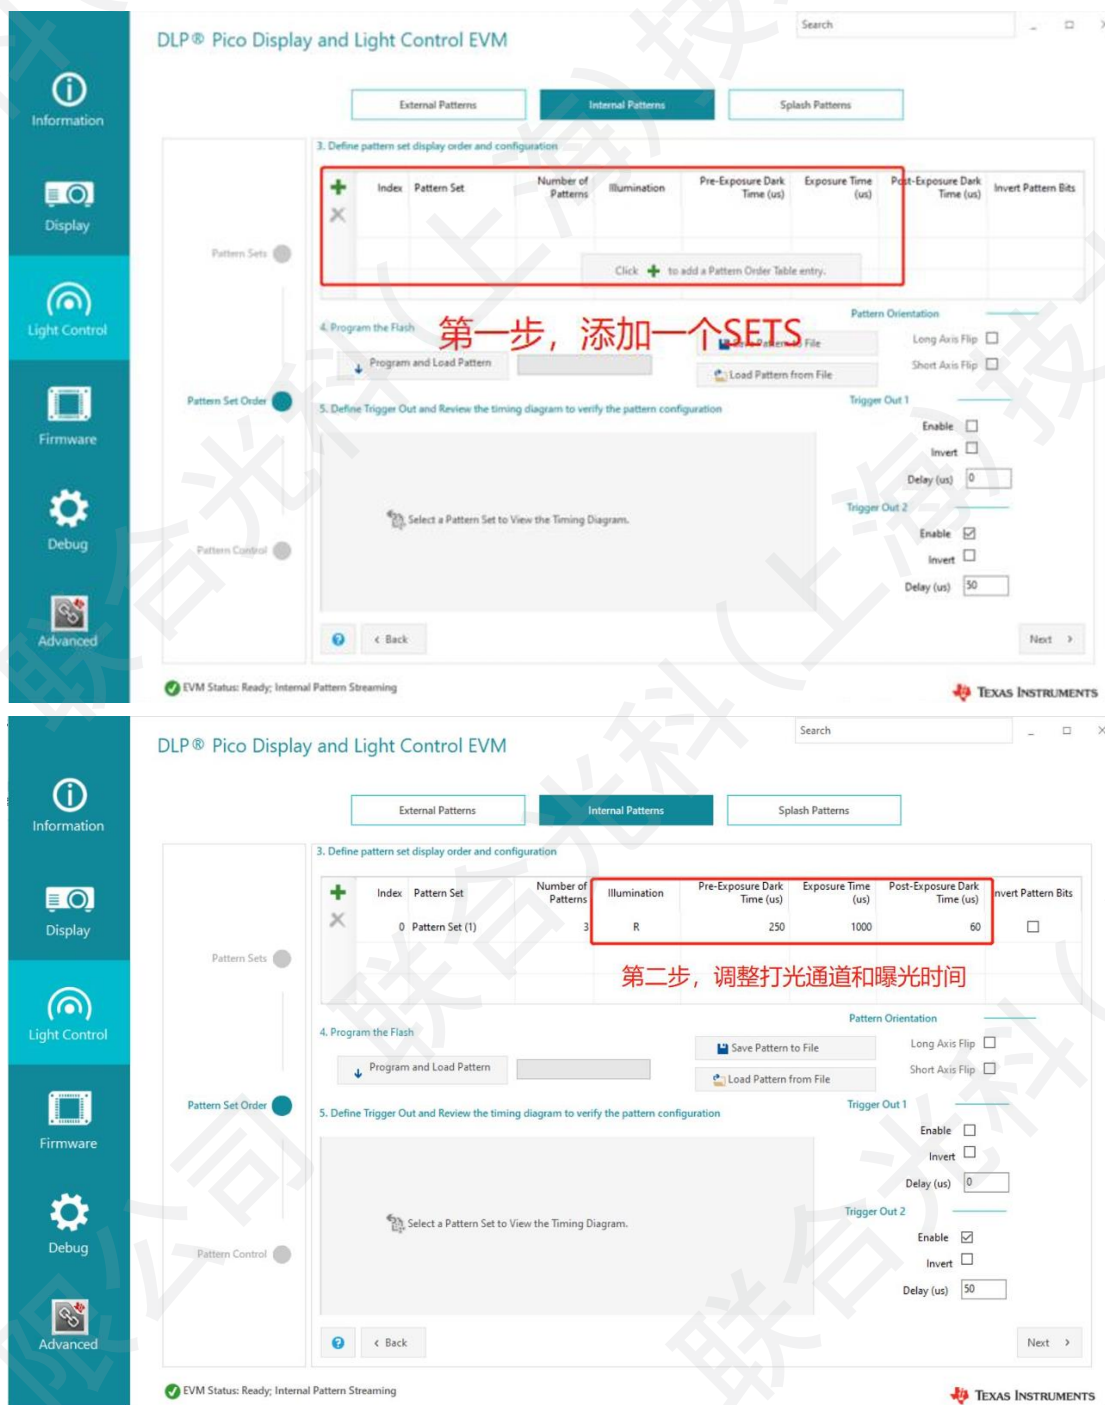 Search
DLP® Pico Display and Light Control EVM
Information
Display
Light Control
Firmware
Debug
Advanced
External Patterns
Internal Patterns
Splash Patterns
Pattern Sets
Pattern Set Order
Pattern Control
3. Define pattern set display order and configuration
Index
Pattern Set
Number of Patterns
Illumination
Pre-Exposure Dark Time (us)
Exposure Time (us)
Post-Exposure Dark Time (us)
Invert Pattern Bits
Click + to add a Pattern Order Table entry.
第一步，添加一个SETS
4. Program the Flash
Program and Load Pattern
Save Pattern to File
Load Pattern from File
Pattern Orientation
Long Axis Flip
Short Axis Flip
5. Define Trigger Out and Review the timing diagram to verify the pattern configuration
Select a Pattern Set to View the Timing Diagram.
Trigger Out 1
Enable
Invert
Delay (us) 0
Trigger Out 2
Enable
Invert
Delay (us) 50
< Back
Next >
EVM Status: Ready; Internal Pattern Streaming
TEXAS INSTRUMENTS
Search
DLP® Pico Display and Light Control EVM
Information
Display
Light Control
Firmware
Debug
Advanced
External Patterns
Internal Patterns
Splash Patterns
Pattern Sets
Pattern Set Order
Pattern Control
3. Define pattern set display order and configuration
Index
Pattern Set
Number of Patterns
Illumination
Pre-Exposure Dark Time (us)
Exposure Time (us)
Post-Exposure Dark Time (us)
nvert Pattern Bits
0 Pattern Set (1) 3 R 250 1000 60
第二步，调整打光通道和曝光时间
4. Program the Flash
Program and Load Pattern
Save Pattern to File
Load Pattern from File
Pattern Orientation
Long Axis Flip
Short Axis Flip
5. Define Trigger Out and Review the timing diagram to verify the pattern configuration
Select a Pattern Set to View the Timing Diagram.
Trigger Out 1
Enable
Invert
Delay (us) 0
Trigger Out 2
Enable
Invert
Delay (us) 50
< Back
Next >
EVM Status: Ready; Internal Pattern Streaming
TEXAS INSTRUMENTS